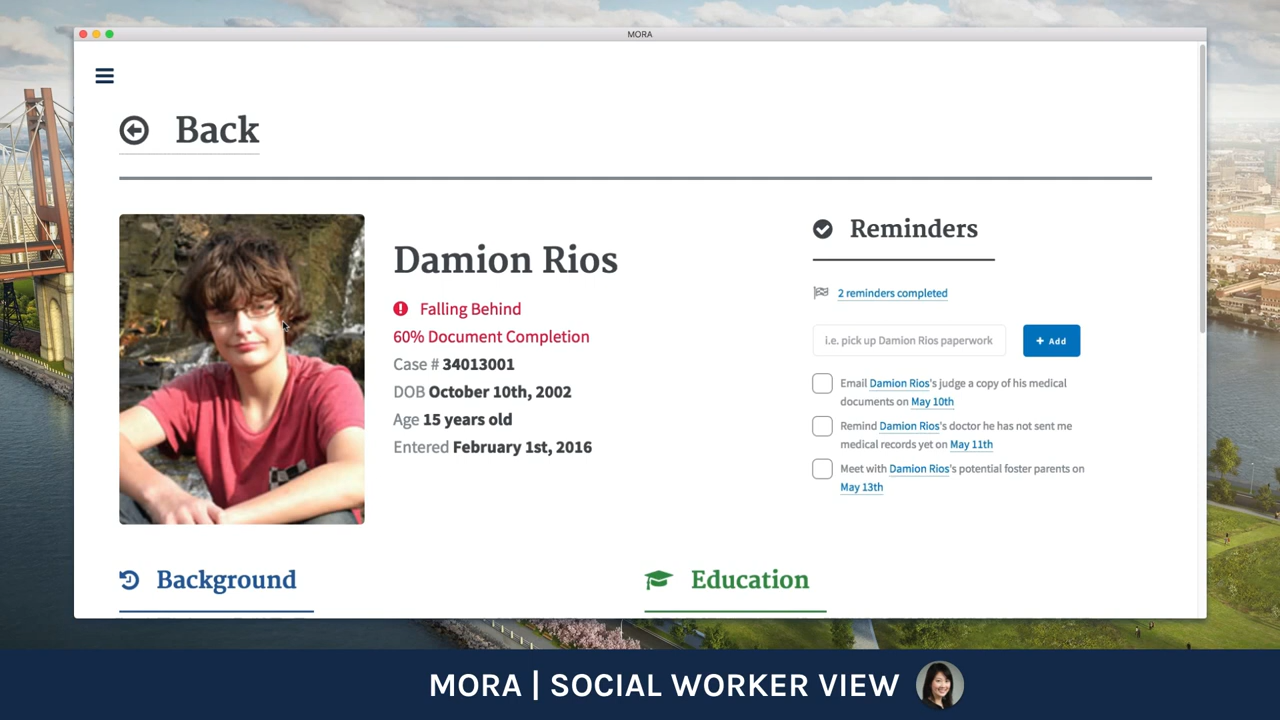 MORA
Back
Damion Rios
Falling Behind
60% Document Completion
Case # 34013001
DOB October 10th, 2002
Age 15 years old
Entered February 1st, 2016
Reminders
2 reminders completed
i.e. pick up Damion Rios paperwork
+ Add
Email Damion Rios's judge a copy of his medical
documents on May 10th
Remind Damion Rios's doctor he has not sent me
medical records yet on May 11th
Meet with Damion Rios's potential foster parents on
May 13th
Background
Education
MORA | SOCIAL WORKER VIEW